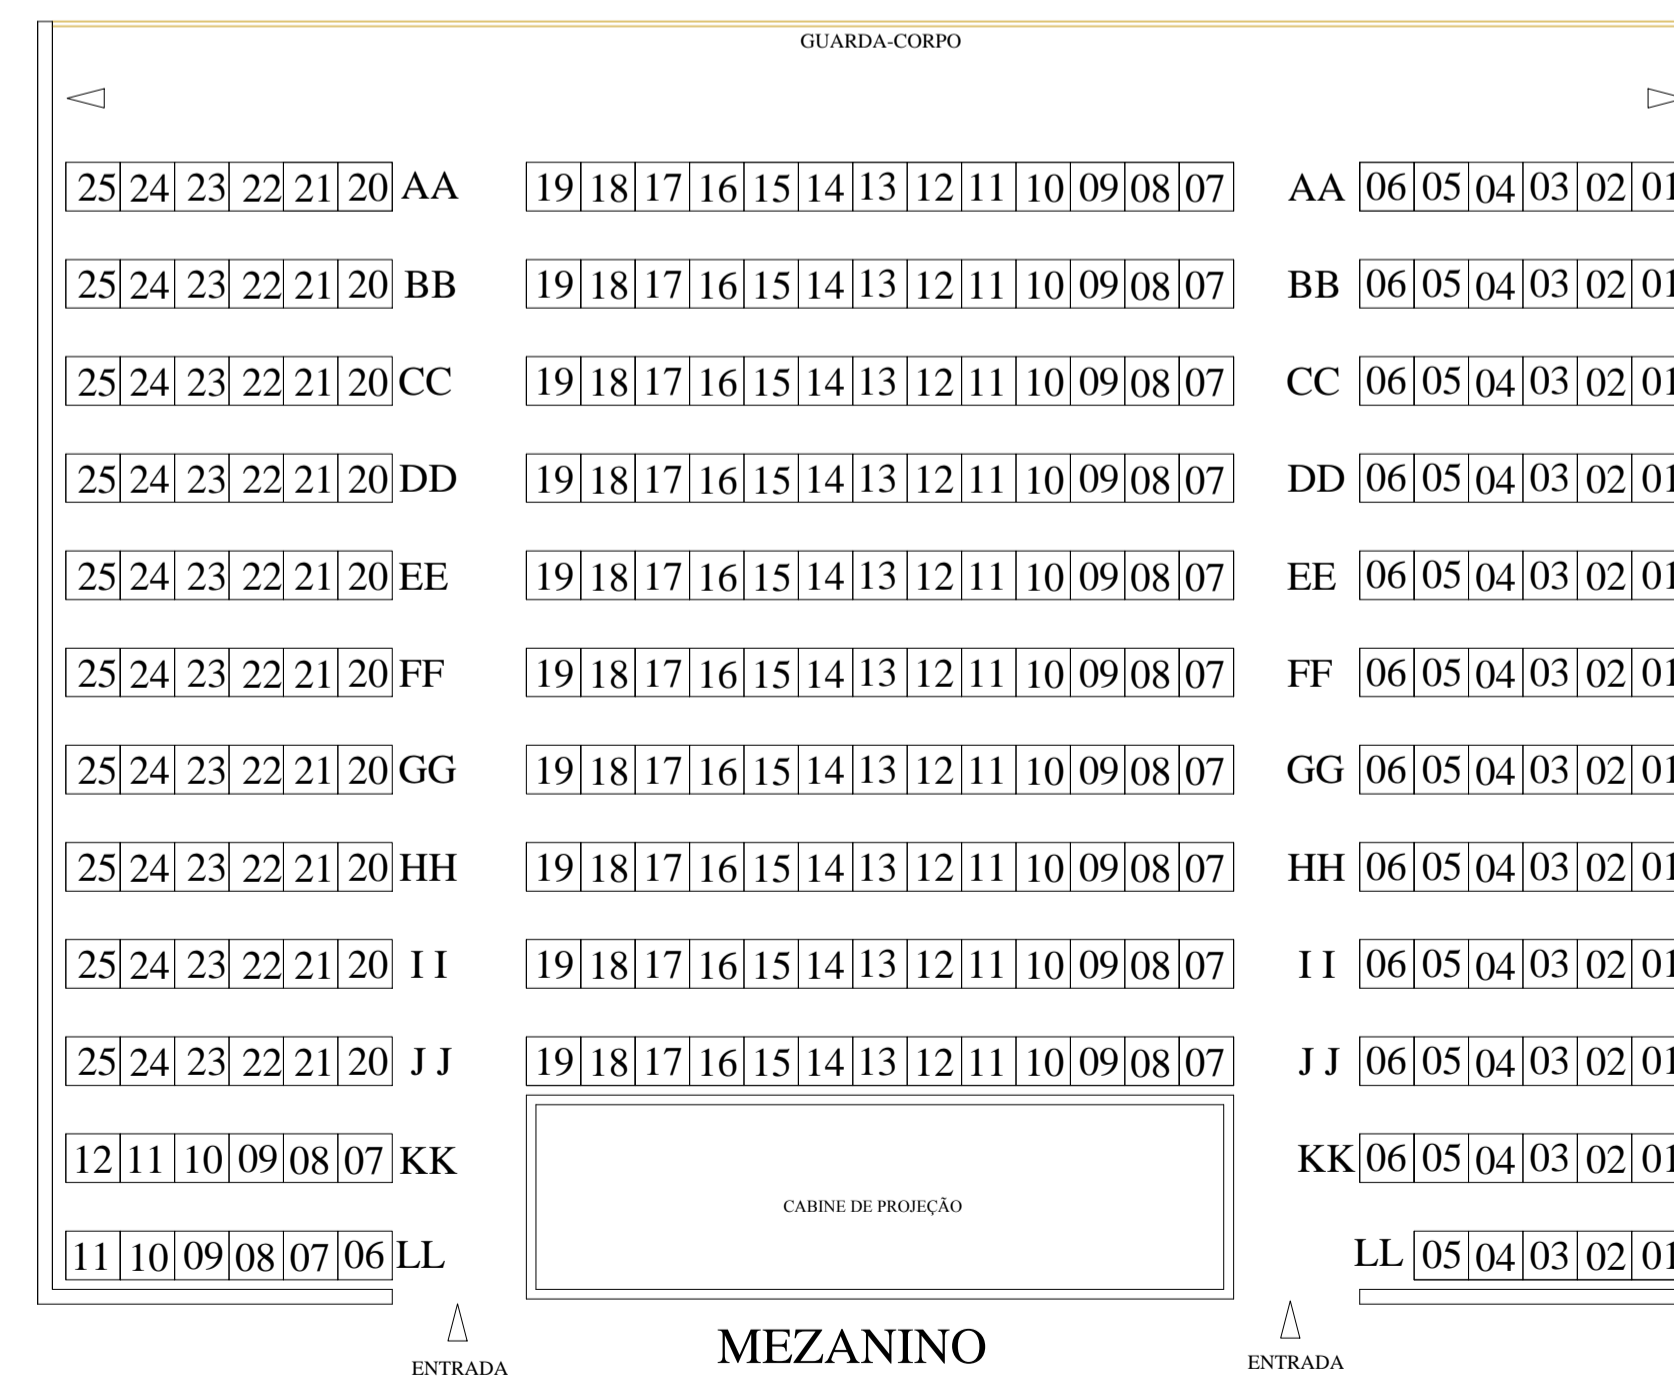 GUARDA-CORPO
25 24 23 22 21 20 AA 19 18 17 16 15 14 13 12 11 10 09 08 07 AA 06 05 04 03 02 01
25 24 23 22 21 20 BB 19 18 17 16 15 14 13 12 11 10 09 08 07 BB 06 05 04 03 02 01
25 24 23 22 21 20 CC 19 18 17 16 15 14 13 12 11 10 09 08 07 CC 06 05 04 03 02 01
25 24 23 22 21 20 DD 19 18 17 16 15 14 13 12 11 10 09 08 07 DD 06 05 04 03 02 01
25 24 23 22 21 20 EE 19 18 17 16 15 14 13 12 11 10 09 08 07 EE 06 05 04 03 02 01
25 24 23 22 21 20 FF 19 18 17 16 15 14 13 12 11 10 09 08 07 FF 06 05 04 03 02 01
25 24 23 22 21 20 GG 19 18 17 16 15 14 13 12 11 10 09 08 07 GG 06 05 04 03 02 01
25 24 23 22 21 20 HH 19 18 17 16 15 14 13 12 11 10 09 08 07 HH 06 05 04 03 02 01
25 24 23 22 21 20 I I 19 18 17 16 15 14 13 12 11 10 09 08 07 I I 06 05 04 03 02 01
25 24 23 22 21 20 J J 19 18 17 16 15 14 13 12 11 10 09 08 07 J J 06 05 04 03 02 01
12 11 10 09 08 07 KK KK 06 05 04 03 02 01
CABINE DE PROJEÇÃO
11 10 09 08 07 06 LL LL 05 04 03 02 01
MEZANINO
ENTRADA ENTRADA